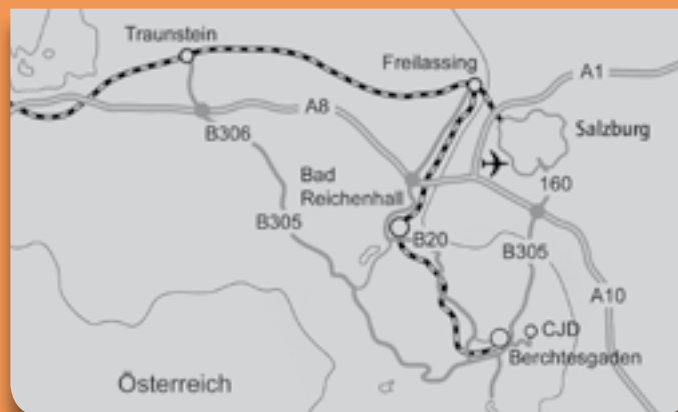 Traunstein
Freilassing
A1
A8
B306
Salzburg
Bad
Reichenhall
160
B305
B20
B305
A10
CJD
Berchtesgaden
Österreich